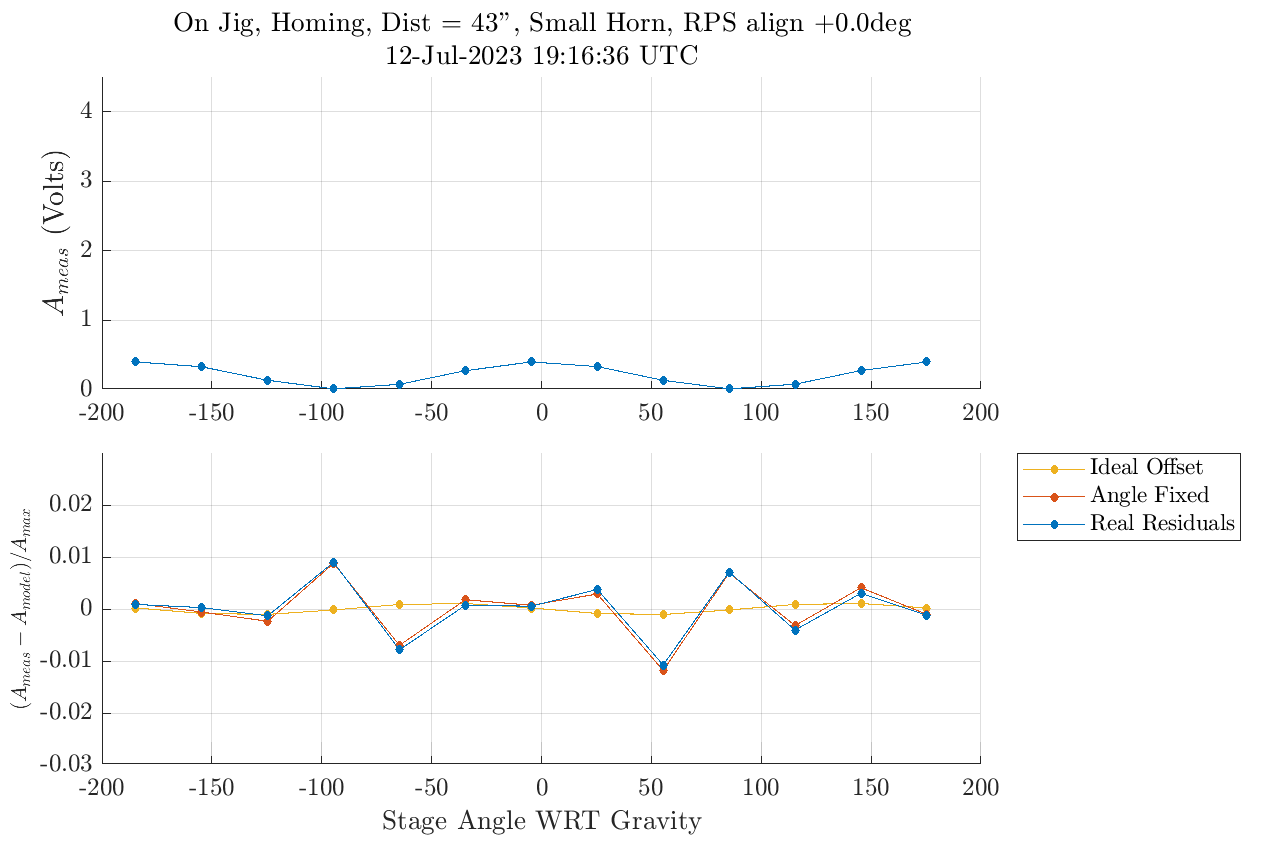 On Jig, Homing, Dist = 43", Small Horn, RPS align +0.0deg
12-Jul-2023 19:16:36 UTC
A_meas (Volts)
4
3
2
1
0
-200 -150 -100 -50 0 50 100 150 200
(A_meas − A_model)/A_max
0.02
0.01
0
-0.01
-0.02
-0.03
-200 -150 -100 -50 0 50 100 150 200
Stage Angle WRT Gravity
Ideal Offset
Angle Fixed
Real Residuals